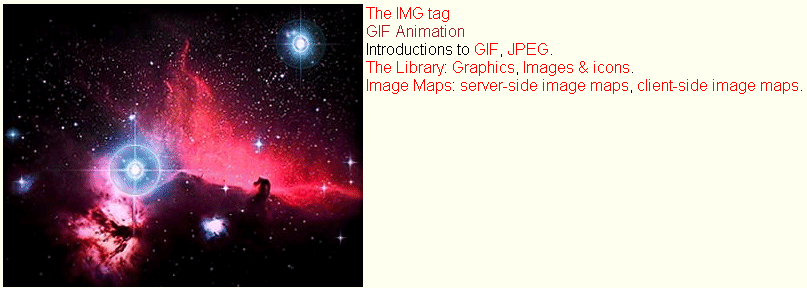 The IMG tag
GIF Animation
Introductions to GIF, JPEG.
The Library: Graphics, Images & icons.
Image Maps: server-side image maps, client-side image maps.